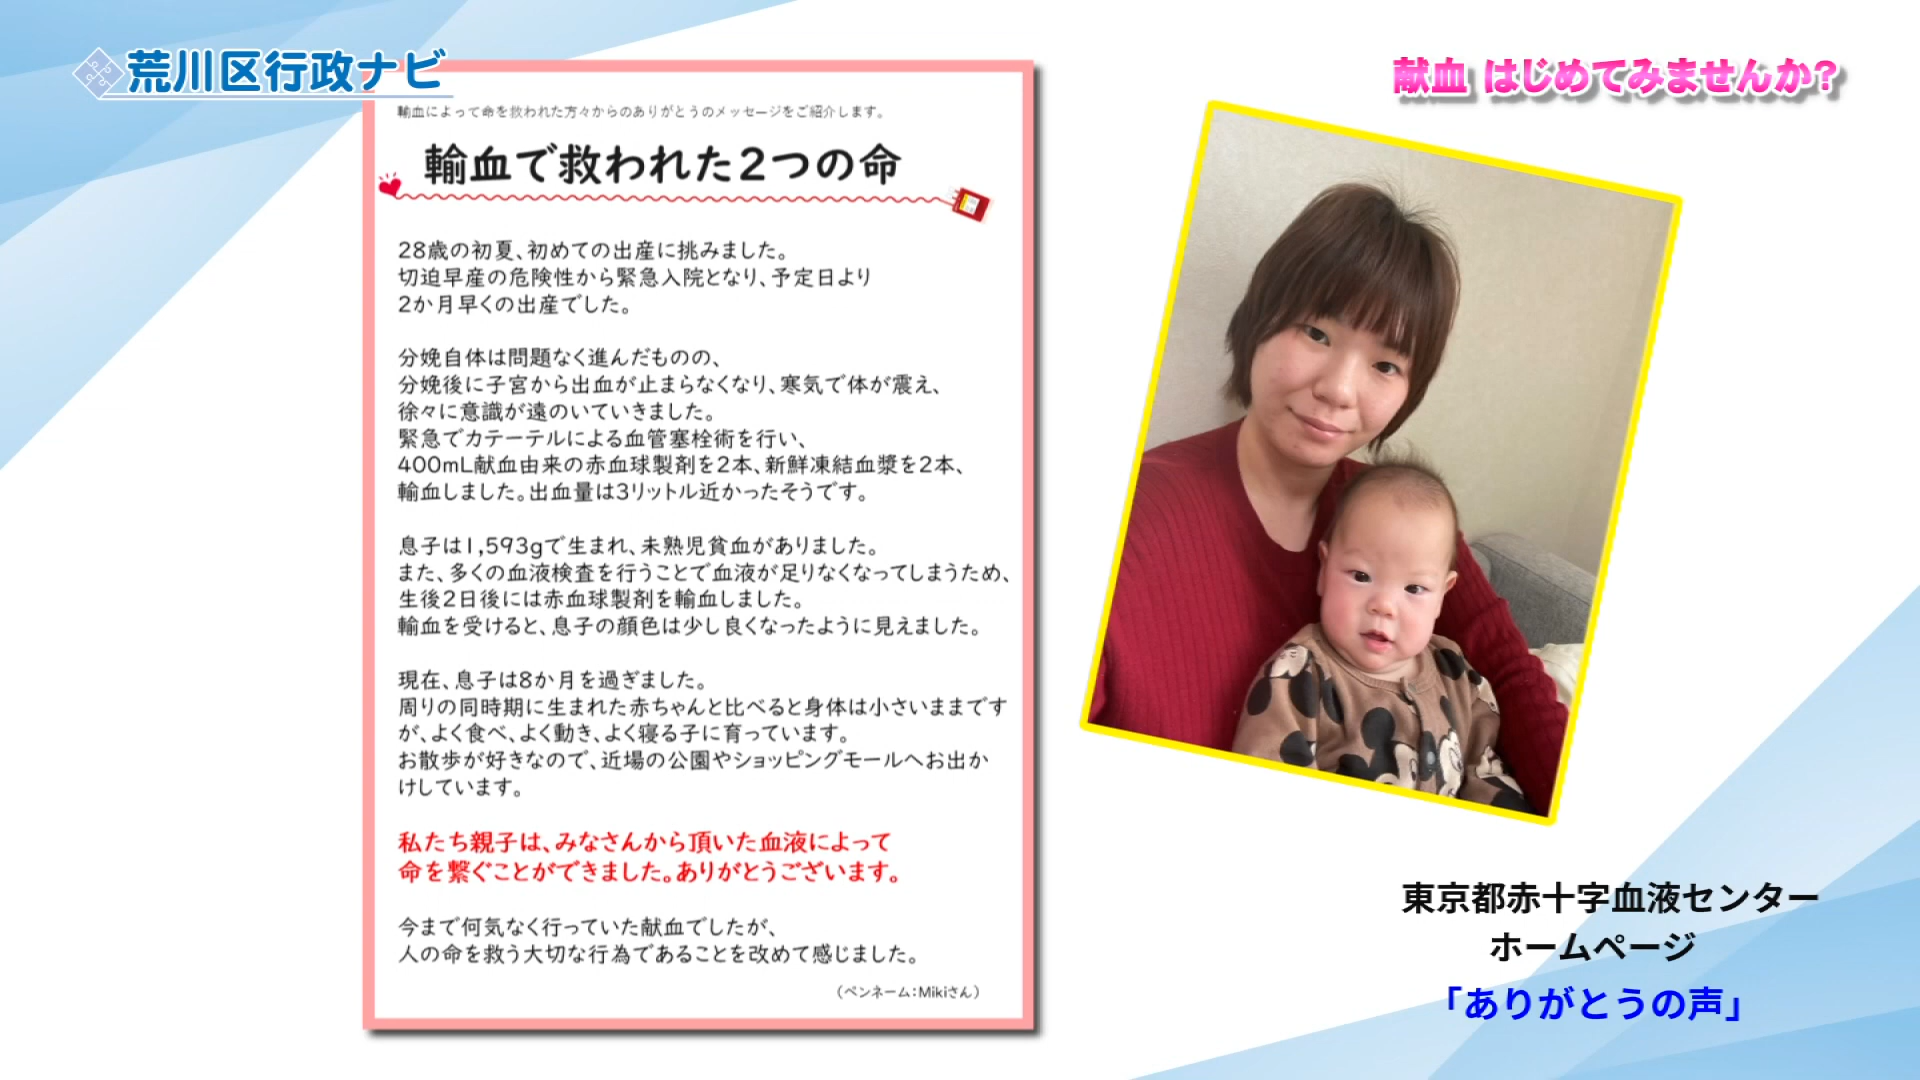 荒川区行政ナビ
献血 はじめてみませんか?
輸血によって命を救われた方々からのありがとうのメッセージをご紹介します。
輸血で救われた2つの命
28歳の初夏、初めての出産に挑みました。
切迫早産の危険性から緊急入院となり、予定日より
2か月早くの出産でした。
分娩自体は問題なく進んだものの、
分娩後に子宮から出血が止まらなくなり、寒気で体が震え、
徐々に意識が遠のいていきました。
緊急でカテーテルによる血管塞栓術を行い、
400mL献血由来の赤血球製剤を2本、新鮮凍結血漿を2本、
輸血しました。出血量は3リットル近かったそうです。
息子は1,593gで生まれ、未熟児貧血がありました。
また、多くの血液検査を行うことで血液が足りなくなってしまうため、
生後2日後には赤血球製剤を輸血しました。
輸血を受けると、息子の顔色は少し良くなったように見えました。
現在、息子は8か月を過ぎました。
周りの同時期に生まれた赤ちゃんと比べると身体は小さいままです
が、よく食べ、よく動き、よく寝る子に育っています。
お散歩が好きなので、近場の公園やショッピングモールへお出か
けしています。
私たち親子は、みなさんから頂いた血液によって
命を繋ぐことができました。ありがとうございます。
今まで何気なく行っていた献血でしたが、
人の命を救う大切な行為であることを改めて感じました。
(ペンネーム:Mikiさん)
東京都赤十字血液センター
ホームページ
「ありがとうの声」